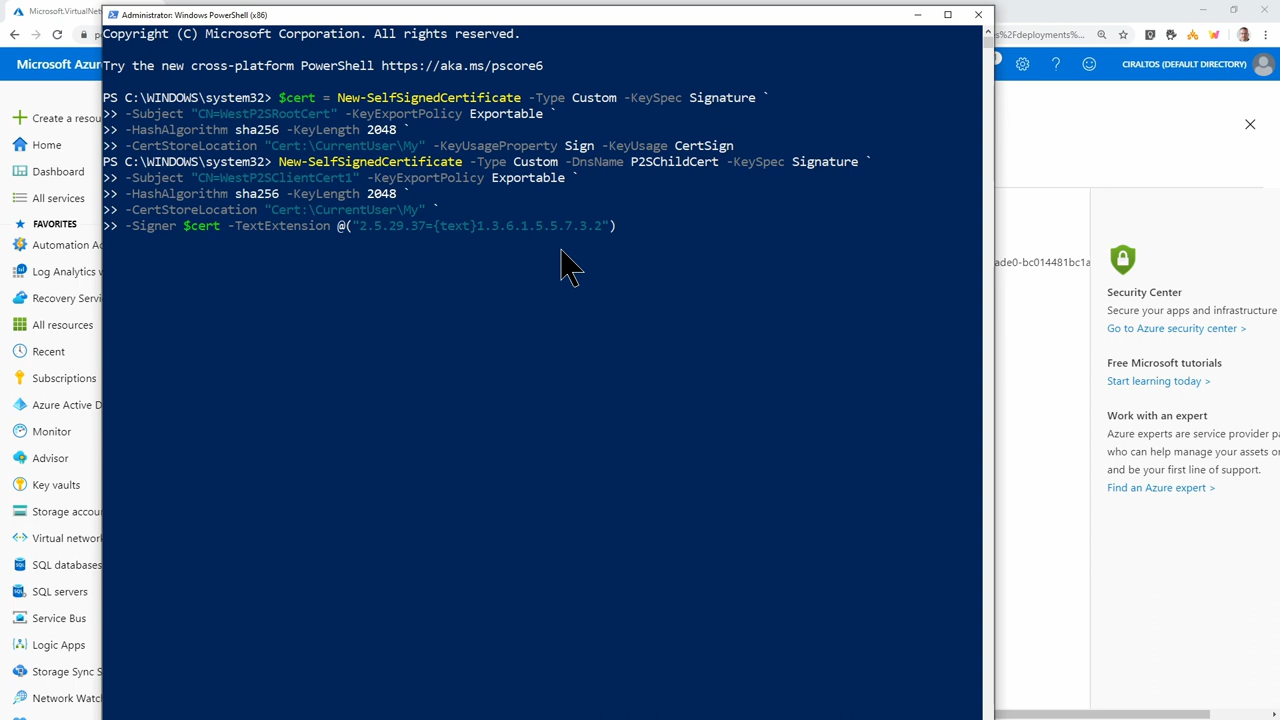 Microsoft.VirtualNet
Administrator: Windows PowerShell (x86)
s%2Fdeployments%...
Microsoft Azur
CIRALTOS (DEFAULT DIRECTORY)
Copyright (C) Microsoft Corporation. All rights reserved.
Try the new cross-platform PowerShell https://aka.ms/pscore6
PS C:\WINDOWS\system32> $cert = New-SelfSignedCertificate -Type Custom -KeySpec Signature `
>> -Subject "CN=WestP2SRootCert" -KeyExportPolicy Exportable `
>> -HashAlgorithm sha256 -KeyLength 2048 `
>> -CertStoreLocation "Cert:\CurrentUser\My" -KeyUsageProperty Sign -KeyUsage CertSign
PS C:\WINDOWS\system32> New-SelfSignedCertificate -Type Custom -DnsName P2SChildCert -KeySpec Signature `
>> -Subject "CN=WestP2SClientCert1" -KeyExportPolicy Exportable `
>> -HashAlgorithm sha256 -KeyLength 2048 `
>> -CertStoreLocation "Cert:\CurrentUser\My" `
>> -Signer $cert -TextExtension @("2.5.29.37={text}1.3.6.1.5.5.7.3.2")
Create a resou
Home
Dashboard
All services
FAVORITES
Automation Ac
Log Analytics w
Recovery Servi
All resources
Recent
Subscriptions
Azure Active D
Monitor
Advisor
Key vaults
Storage accou
Virtual network
SQL databases
SQL servers
Service Bus
Logic Apps
Storage Sync S
Network Watc
ade0-bc014481bc1a
Security Center
Secure your apps and infrastructure
Go to Azure security center >
Free Microsoft tutorials
Start learning today >
Work with an expert
Azure experts are service provider pa
who can help manage your assets on
and be your first line of support.
Find an Azure expert >